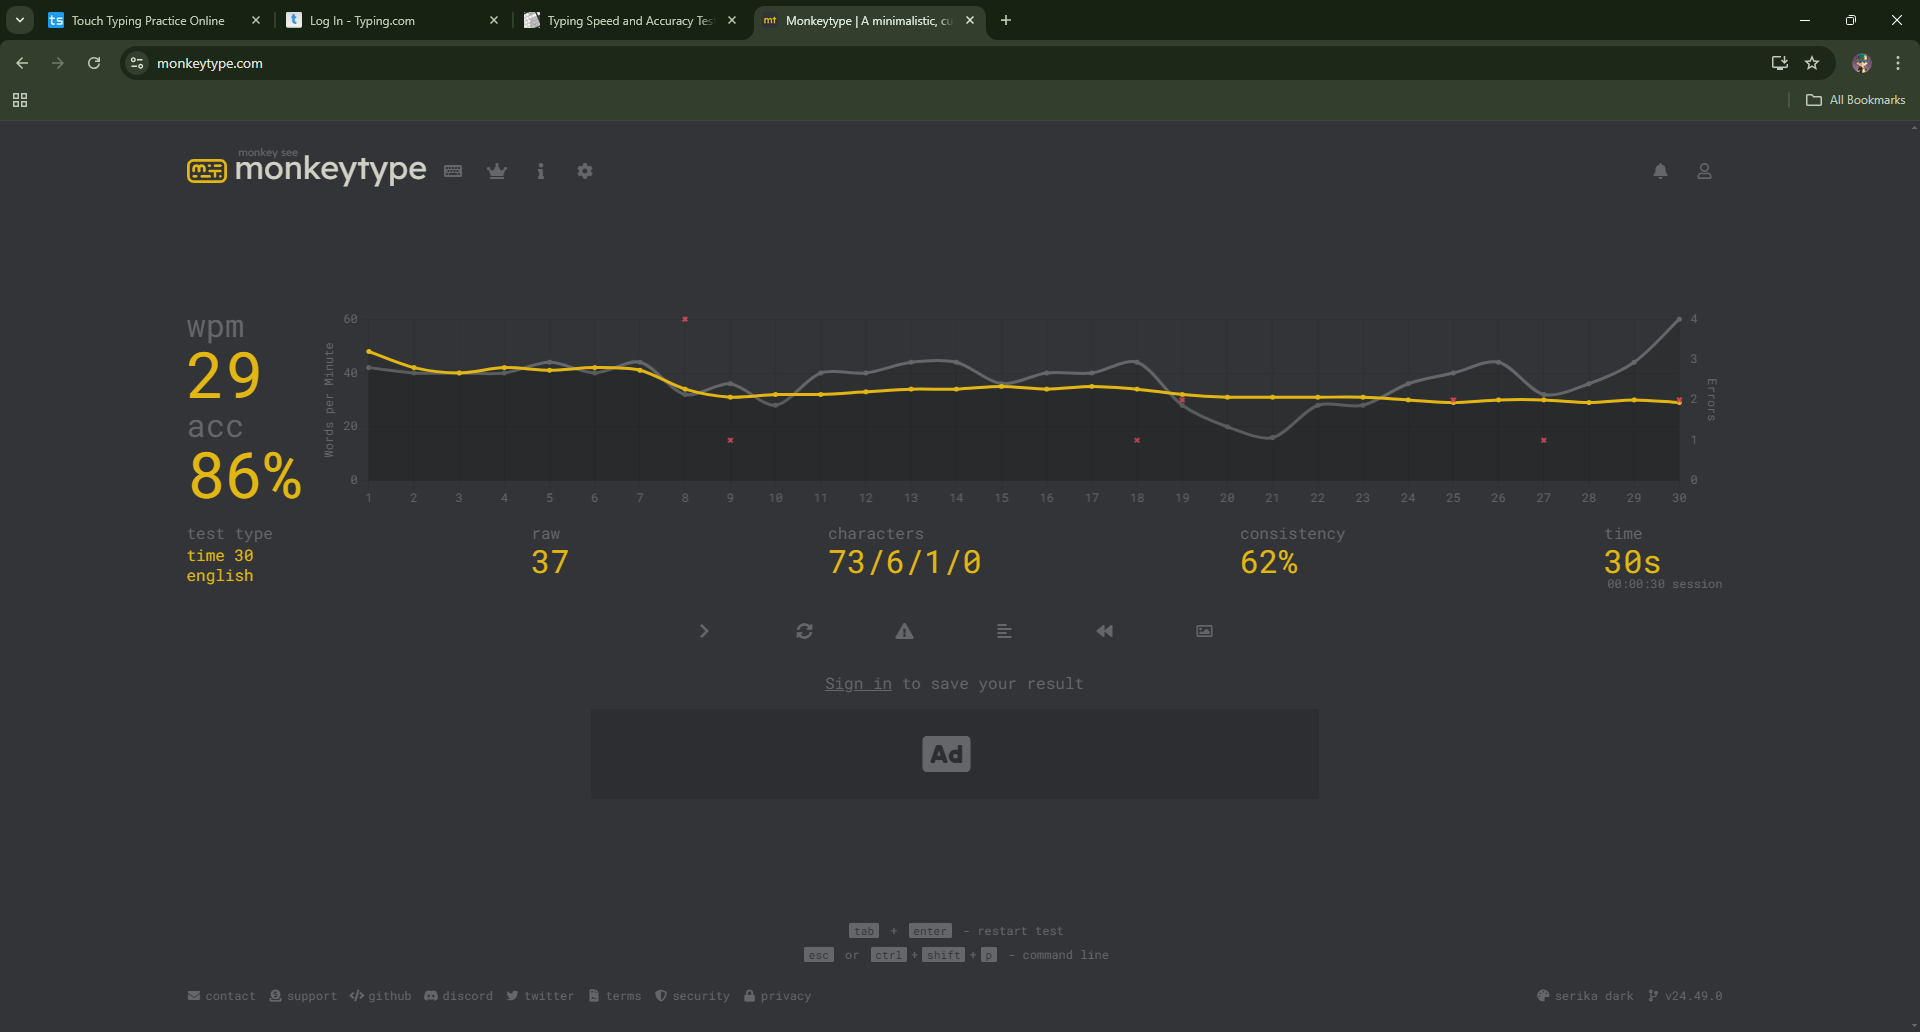 Touch Typing Practice Online
Log In - Typing.com
Typing Speed and Accuracy Tes
mt Monkeytype | A minimalistic, cu
monkeytype.com
All Bookmarks
monkey see
monkeytype
wpm
29
acc
86%
Words per Minute
60
40
20
0
4
3
2
1
0
Errors
1 2 3 4 5 6 7 8 9 10 11 12 13 14 15 16 17 18 19 20 21 22 23 24 25 26 27 28 29 30
test type
time 30
english
raw
37
characters
73/6/1/0
consistency
62%
time
30s
00:00:30 session
Sign in to save your result
Ad
tab + enter - restart test
esc or ctrl + shift + p - command line
contact support github discord twitter terms security privacy
serika dark v24.49.0